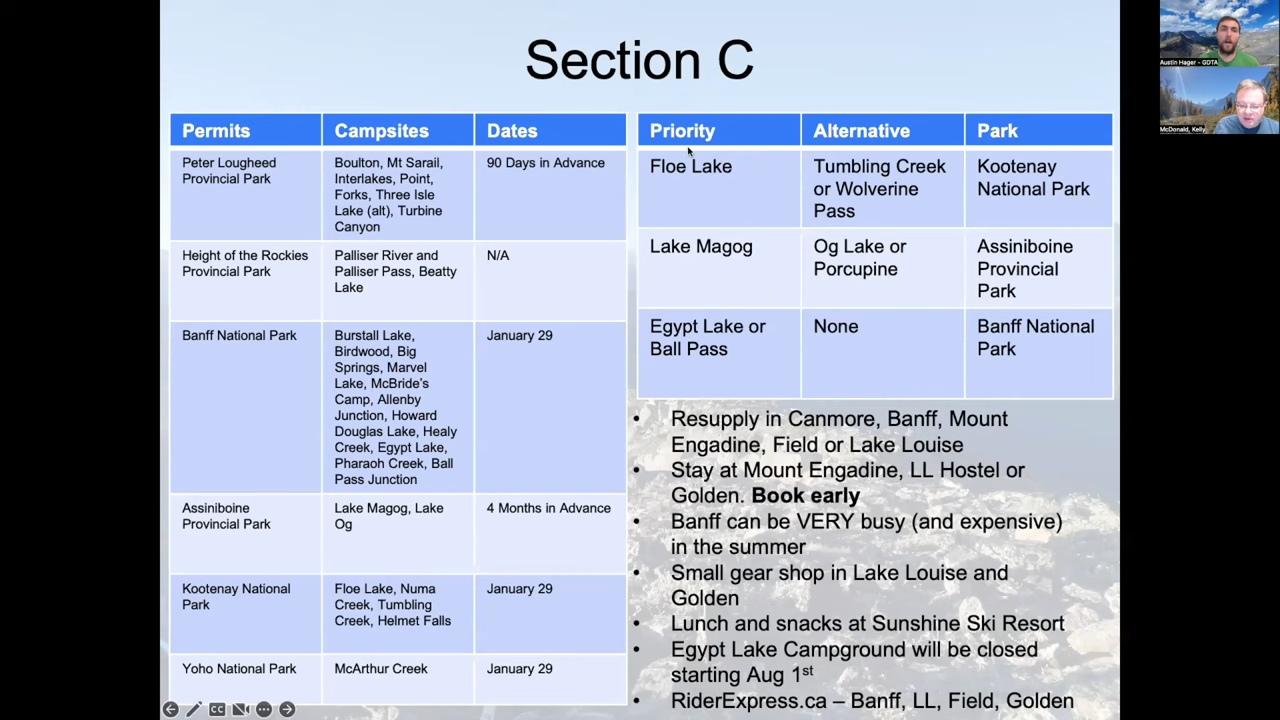 Section C
Permits
Campsites
Dates
Peter Lougheed
Provincial Park
Boulton, Mt Sarail,
Interlakes, Point,
Forks, Three Isle
Lake (alt), Turbine
Canyon
90 Days in Advance
Height of the Rockies
Provincial Park
Palliser River and
Palliser Pass, Beatty
Lake
N/A
Banff National Park
Burstall Lake,
Birdwood, Big
Springs, Marvel
Lake, McBride's
Camp, Allenby
Junction, Howard
Douglas Lake, Healy
Creek, Egypt Lake,
Pharaoh Creek, Ball
Pass Junction
January 29
Assiniboine
Provincial Park
Lake Magog, Lake
Og
4 Months in Advance
Kootenay National
Park
Floe Lake, Numa
Creek, Tumbling
Creek, Helmet Falls
January 29
Yoho National Park
McArthur Creek
January 29
Priority
Alternative
Park
Floe Lake
Tumbling Creek
or Wolverine
Pass
Kootenay
National Park
Lake Magog
Og Lake or
Porcupine
Assiniboine
Provincial
Park
Egypt Lake or
Ball Pass
None
Banff National
Park
• Resupply in Canmore, Banff, Mount
Engadine, Field or Lake Louise
• Stay at Mount Engadine, LL Hostel or
Golden. Book early
• Banff can be VERY busy (and expensive)
in the summer
• Small gear shop in Lake Louise and
Golden
• Lunch and snacks at Sunshine Ski Resort
• Egypt Lake Campground will be closed
starting Aug 1st
• RiderExpress.ca – Banff, LL, Field, Golden
Austin Hager - GDTA
McDonald, Kelly
CC